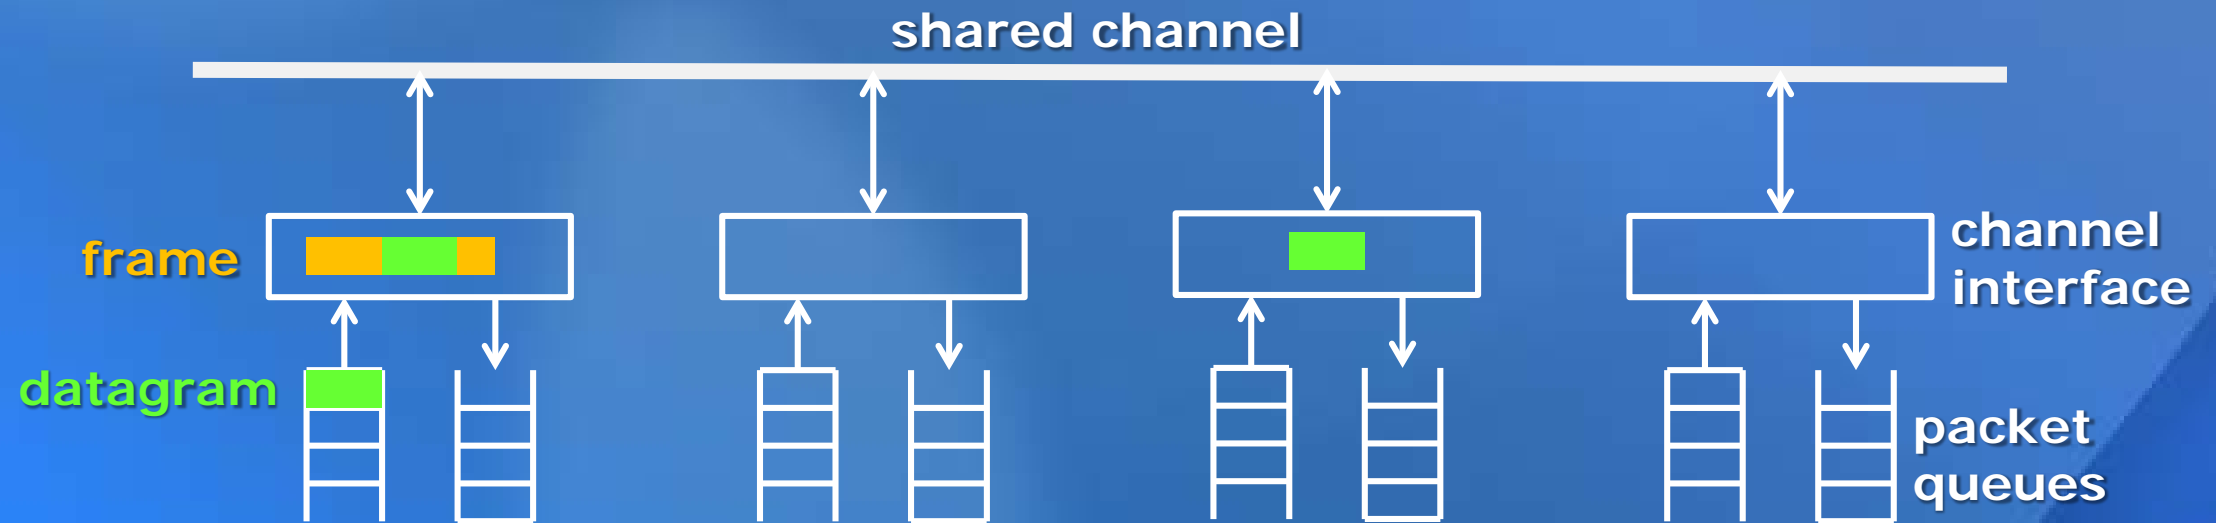 shared channel
frame
channel
interface
datagram
packet
queues